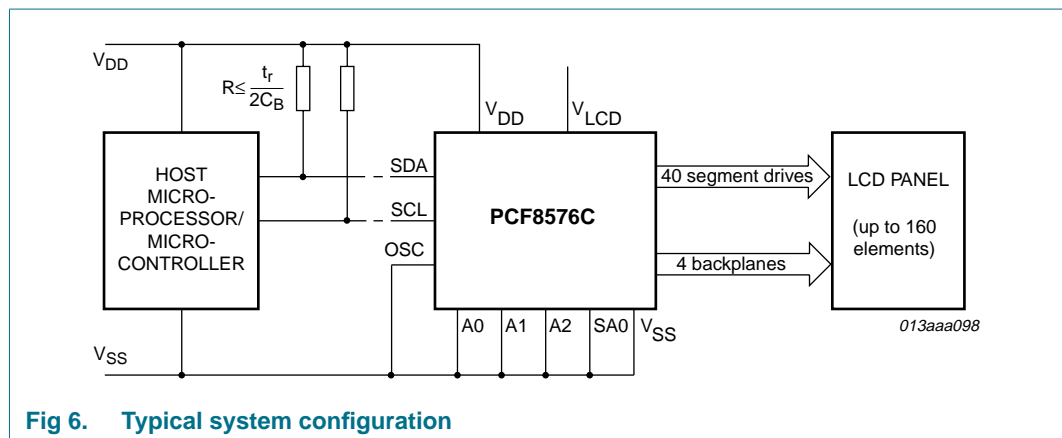 VDD
R≤ tr
2CB
VDD
VLCD
HOST
MICRO-
PROCESSOR/
MICRO-
CONTROLLER
SDA
SCL
OSC
PCF8576C
40 segment drives
4 backplanes
LCD PANEL
(up to 160
elements)
A0 A1 A2 SA0 VSS
013aaa098
VSS
Fig 6. Typical system configuration